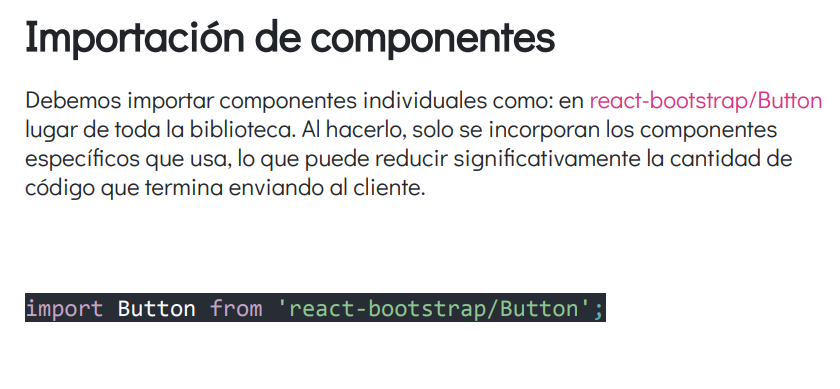 Importación de componentes
Debemos importar componentes individuales como: en react-bootstrap/Button
lugar de toda la biblioteca. Al hacerlo, solo se incorporan los componentes
específicos que usa, lo que puede reducir significativamente la cantidad de
código que termina enviando al cliente.
import Button from 'react-bootstrap/Button';